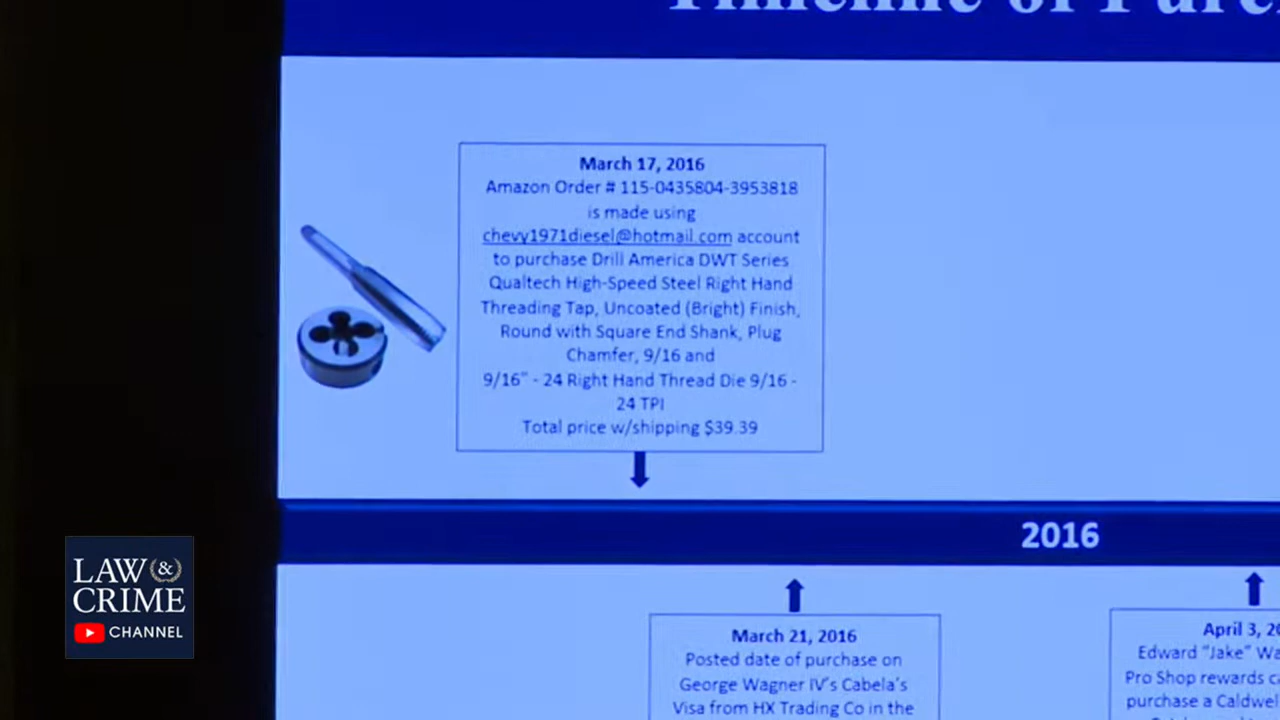 March 17, 2016
Amazon Order # 115-0435804-3953818
is made using
chevy1971diesel@hotmail.com account
to purchase Drill America DWT Series
Qualtech High-Speed Steel Right Hand
Threading Tap, Uncoated (Bright) Finish,
Round with Square End Shank, Plug
Chamfer, 9/16 and
9/16" - 24 Right Hand Thread Die 9/16 -
24 TPI
Total price w/shipping $39.39
2016
March 21, 2016
Posted date of purchase on
George Wagner IV's Cabela's
Visa from HX Trading Co in the
April 3, 
Edward "Jake"
Pro Shop rewards
purchase a
LAW &
CRIME
CHANNEL